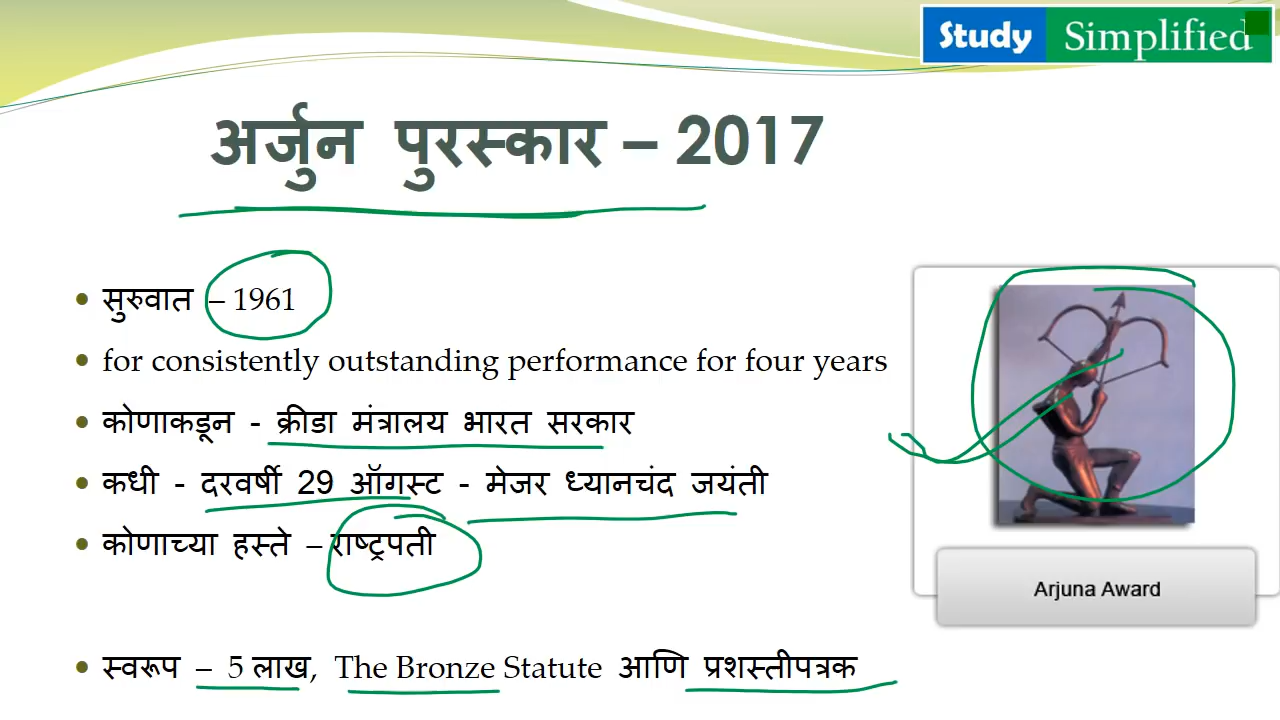 Study Simplified
अर्जुन पुरस्कार – 2017
सुरुवात – 1961
for consistently outstanding performance for four years
कोणाकडून - क्रीडा मंत्रालय भारत सरकार
कधी - दरवर्षी 29 ऑगस्ट - मेजर ध्यानचंद जयंती
कोणाच्या हस्ते – राष्ट्रपती
Arjuna Award
स्वरूप – 5 लाख, The Bronze Statute आणि प्रशस्तीपत्रक